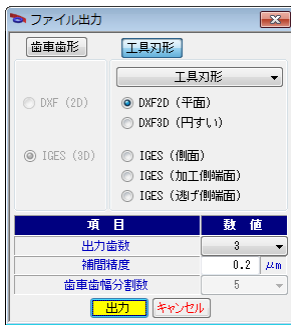 ファイル出力
歯車歯形 工具刃形
工具刃形
DXF (2D) DXF2D (平面)
DXF3D (円すい)
IGES (3D) IGES (側面)
IGES (加工側端面)
IGES (逃げ側端面)
項 目 数 値
出力歯数 3
補間精度 0.2 μm
歯車歯幅分割数 5
出力 キャンセル